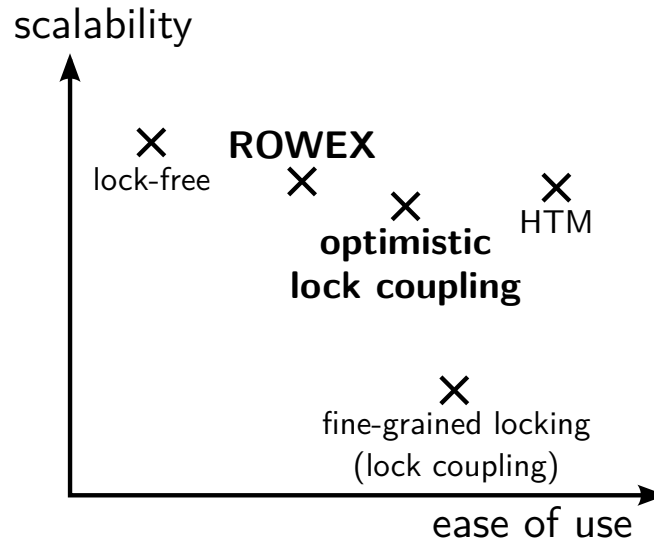 scalability
ROWEX
lock-free
HTM
optimistic
lock coupling
fine-grained locking
(lock coupling)
ease of use